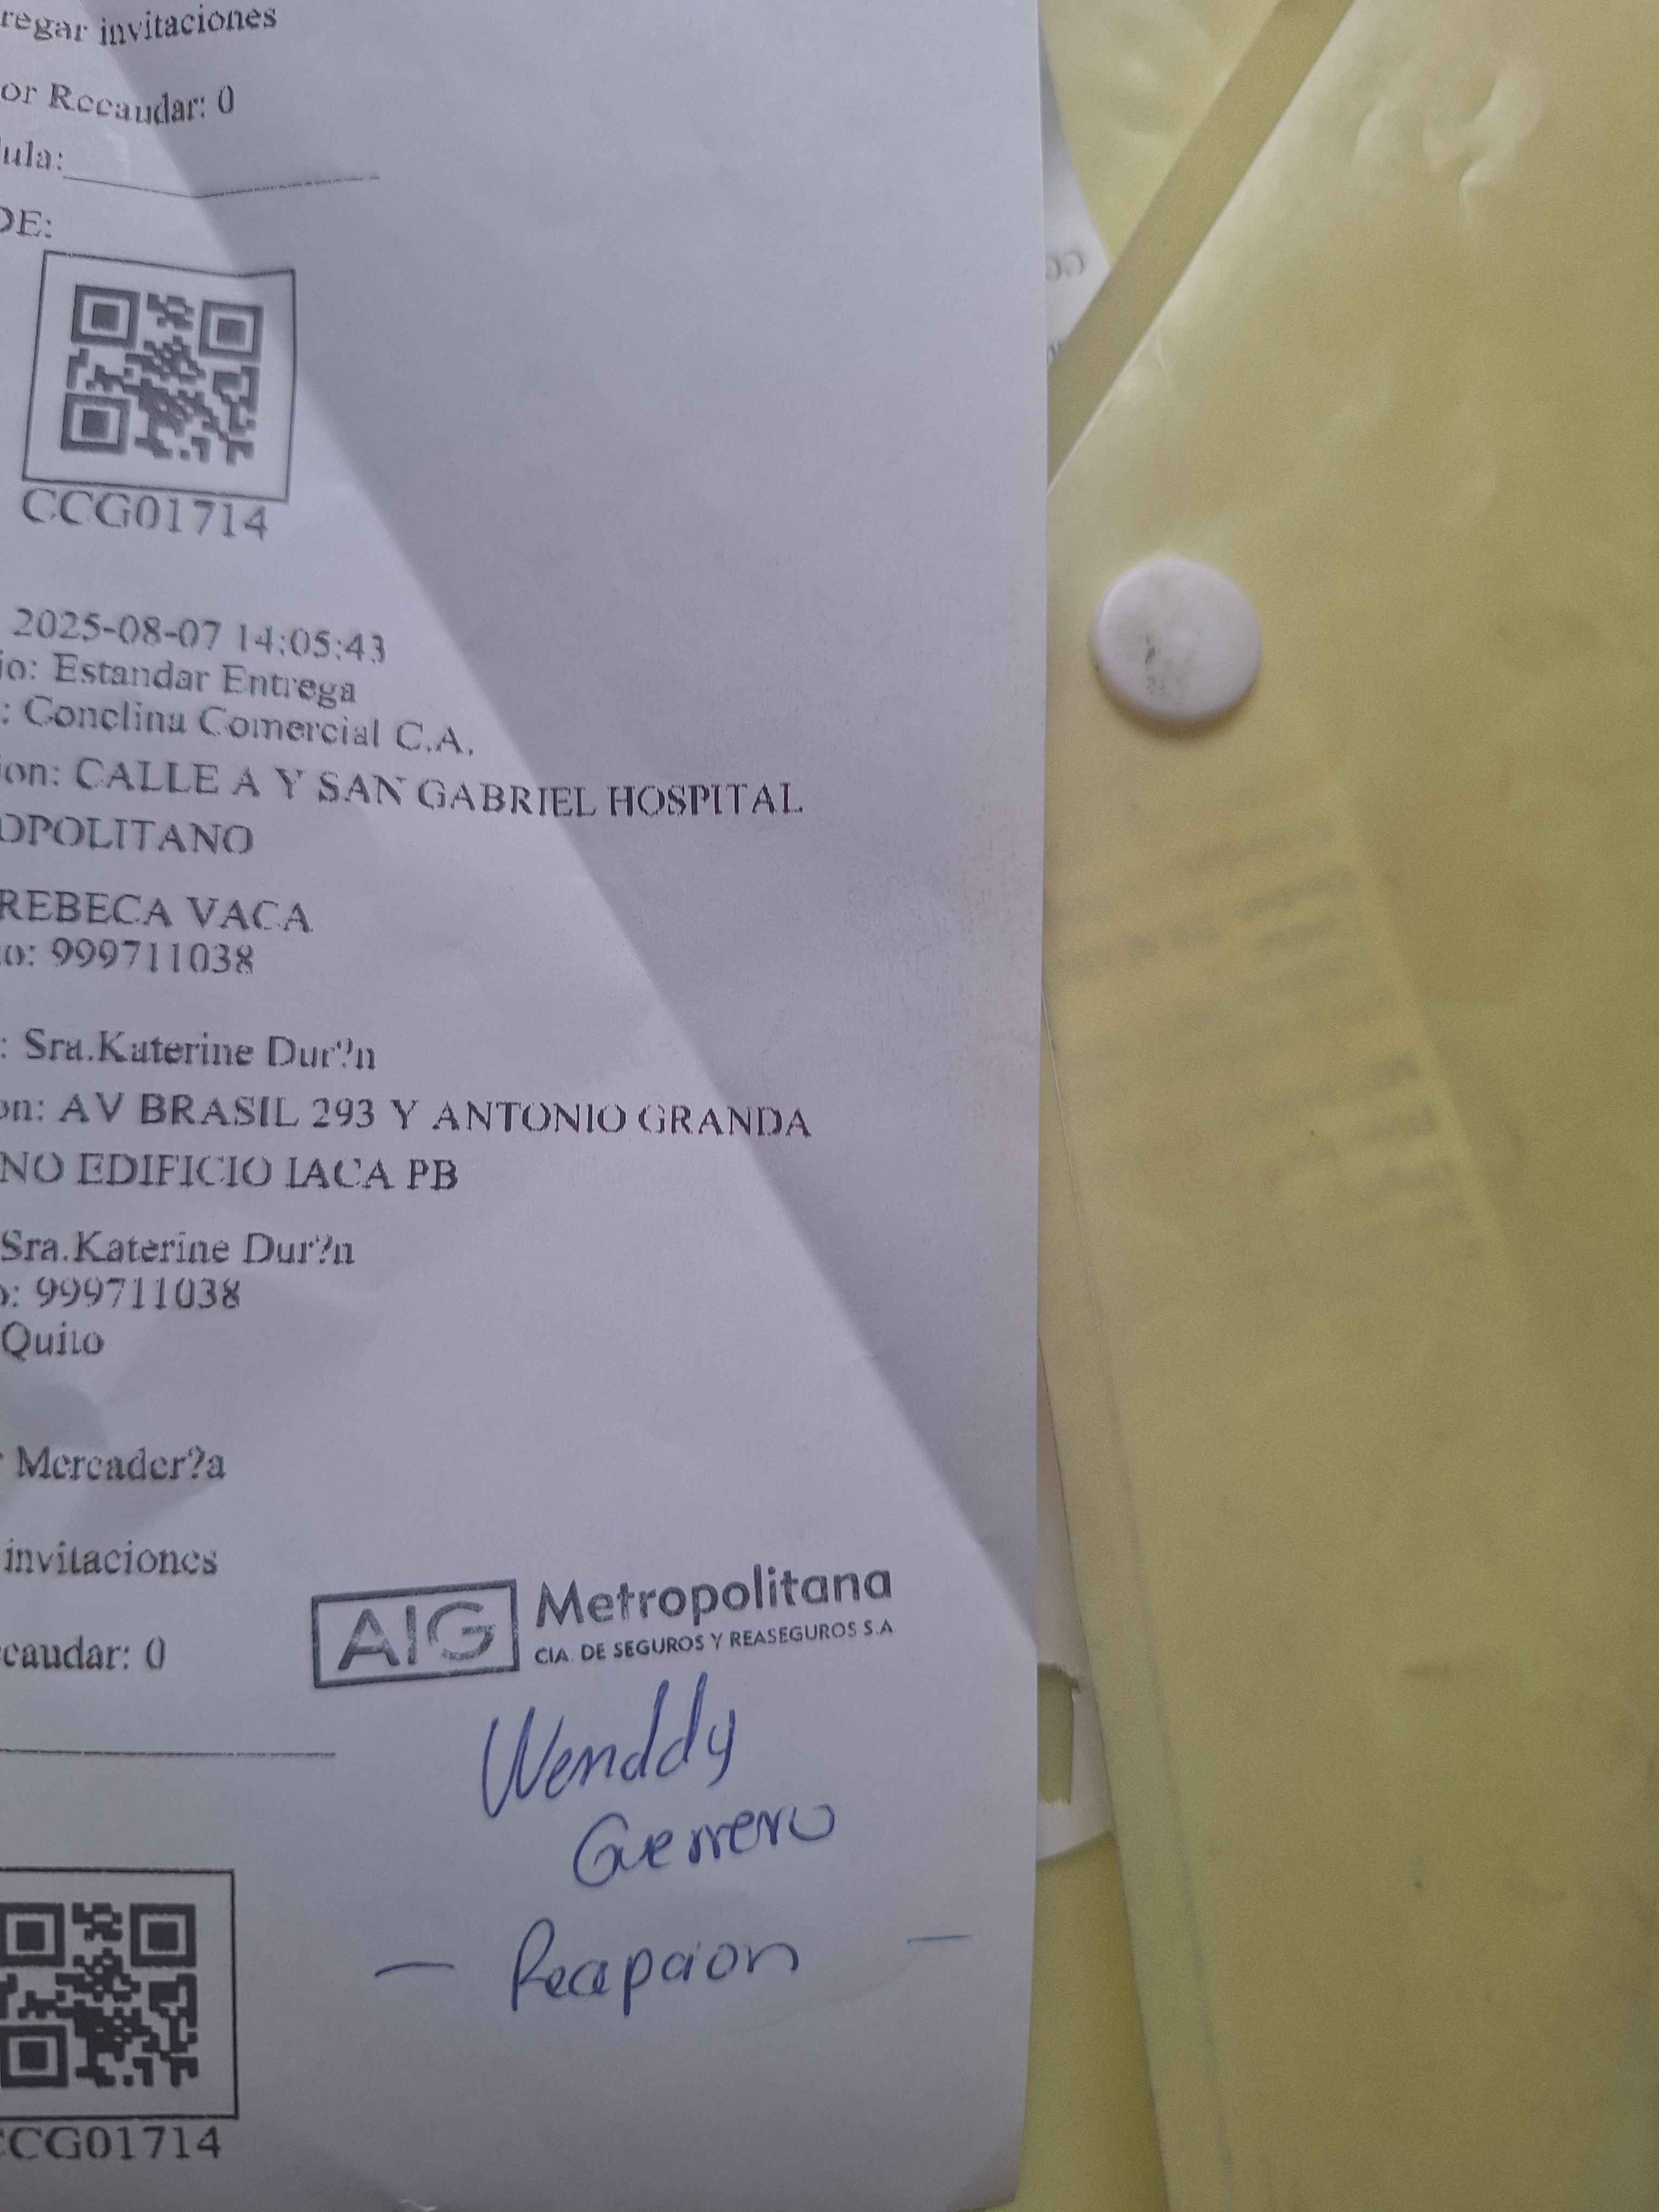 regar invitaciones
or Recaudar: 0
ula:
DE:
CCG01714
2025-08-07 14:05:43
io: Estandar Entrega
: Conclina Comercial C.A.
ion: CALLE A Y SAN GABRIEL HOSPITAL
OPOLITANO
REBECA VACA
o: 999711038
: Sra.Katerine Dur?n
on: AV BRASIL 293 Y ANTONIO GRANDA
NO EDIFICIO IACA PB
Sra.Katerine Dur?n
o: 999711038
Quito
Mercader?a
invitaciones
caudar: 0
AIG Metropolitana
CIA. DE SEGUROS Y REASEGUROS S.A
Wenddy
Guerrero
- Recepcion -
CCG01714